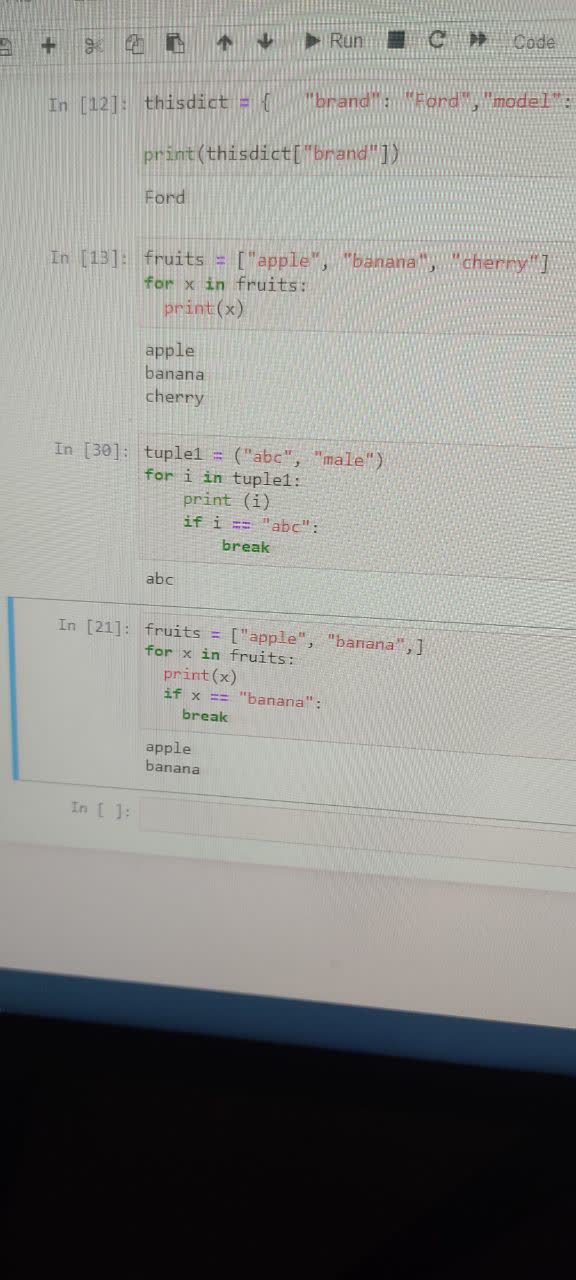 Run Code
In [12]: thisdict = { "brand": "Ford","model":
print(thisdict["brand"])
Ford
In [13]: fruits = ["apple", "banana", "cherry"]
for x in fruits:
print(x)
apple
banana
cherry
In [30]: tuple1 = ("abc", "male")
for i in tuple1:
print (i)
if i == "abc":
break
abc
In [21]: fruits = ["apple", "banana",]
for x in fruits:
print(x)
if x == "banana":
break
apple
banana
In [ ]: